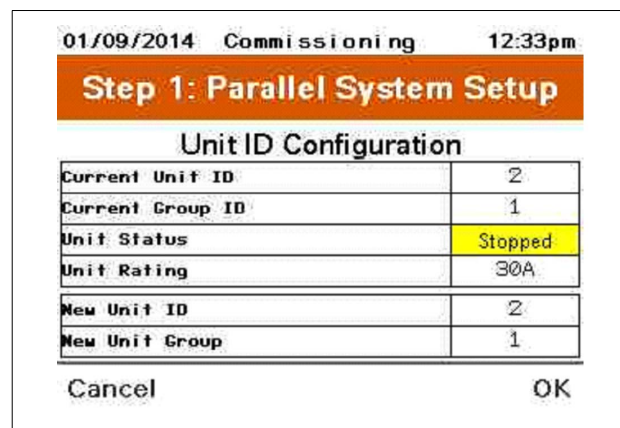 01/09/2014 Commissioning 12:33pm
Step 1: Parallel System Setup
Unit ID Configuration
Current Unit ID 2
Current Group ID 1
Unit Status Stopped
Unit Rating 30A
New Unit ID 2
New Unit Group 1
Cancel OK